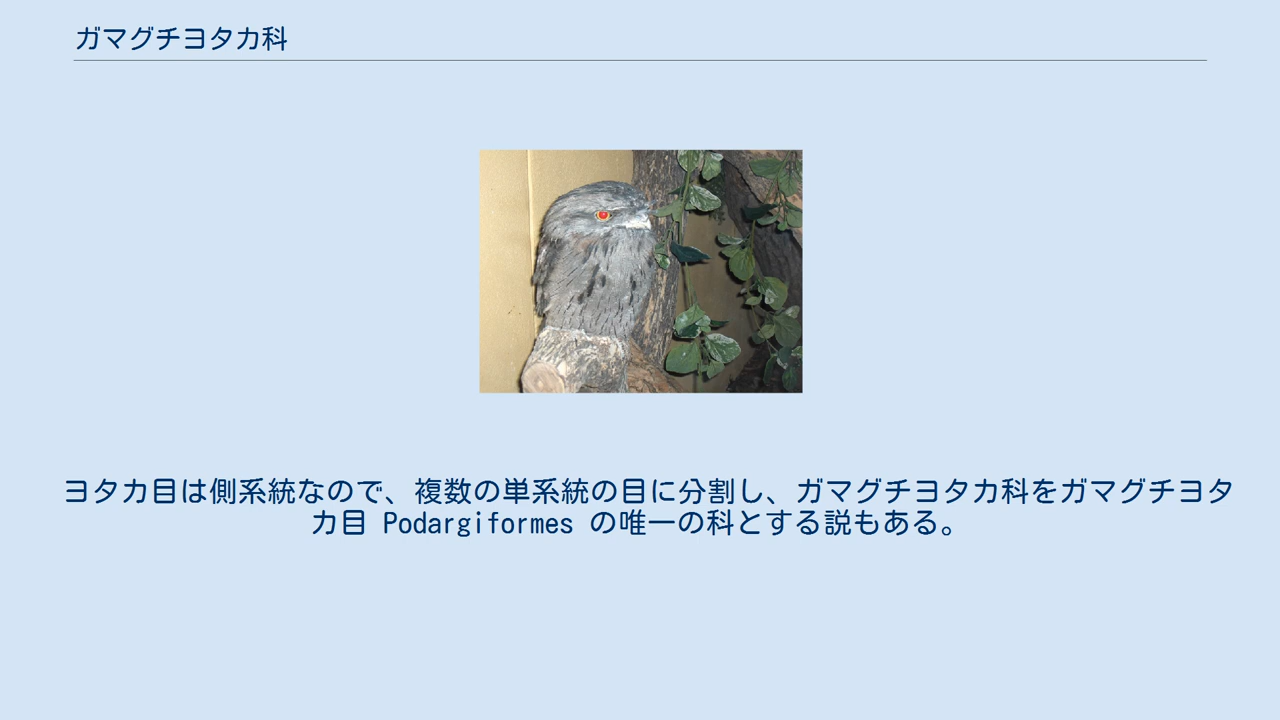 ガマグチヨタカ科
ヨタカ目は側系統なので、複数の単系統の目に分割し、ガマグチヨタカ科をガマグチヨタ
カ目 Podargiformes の唯一の科とする説もある。